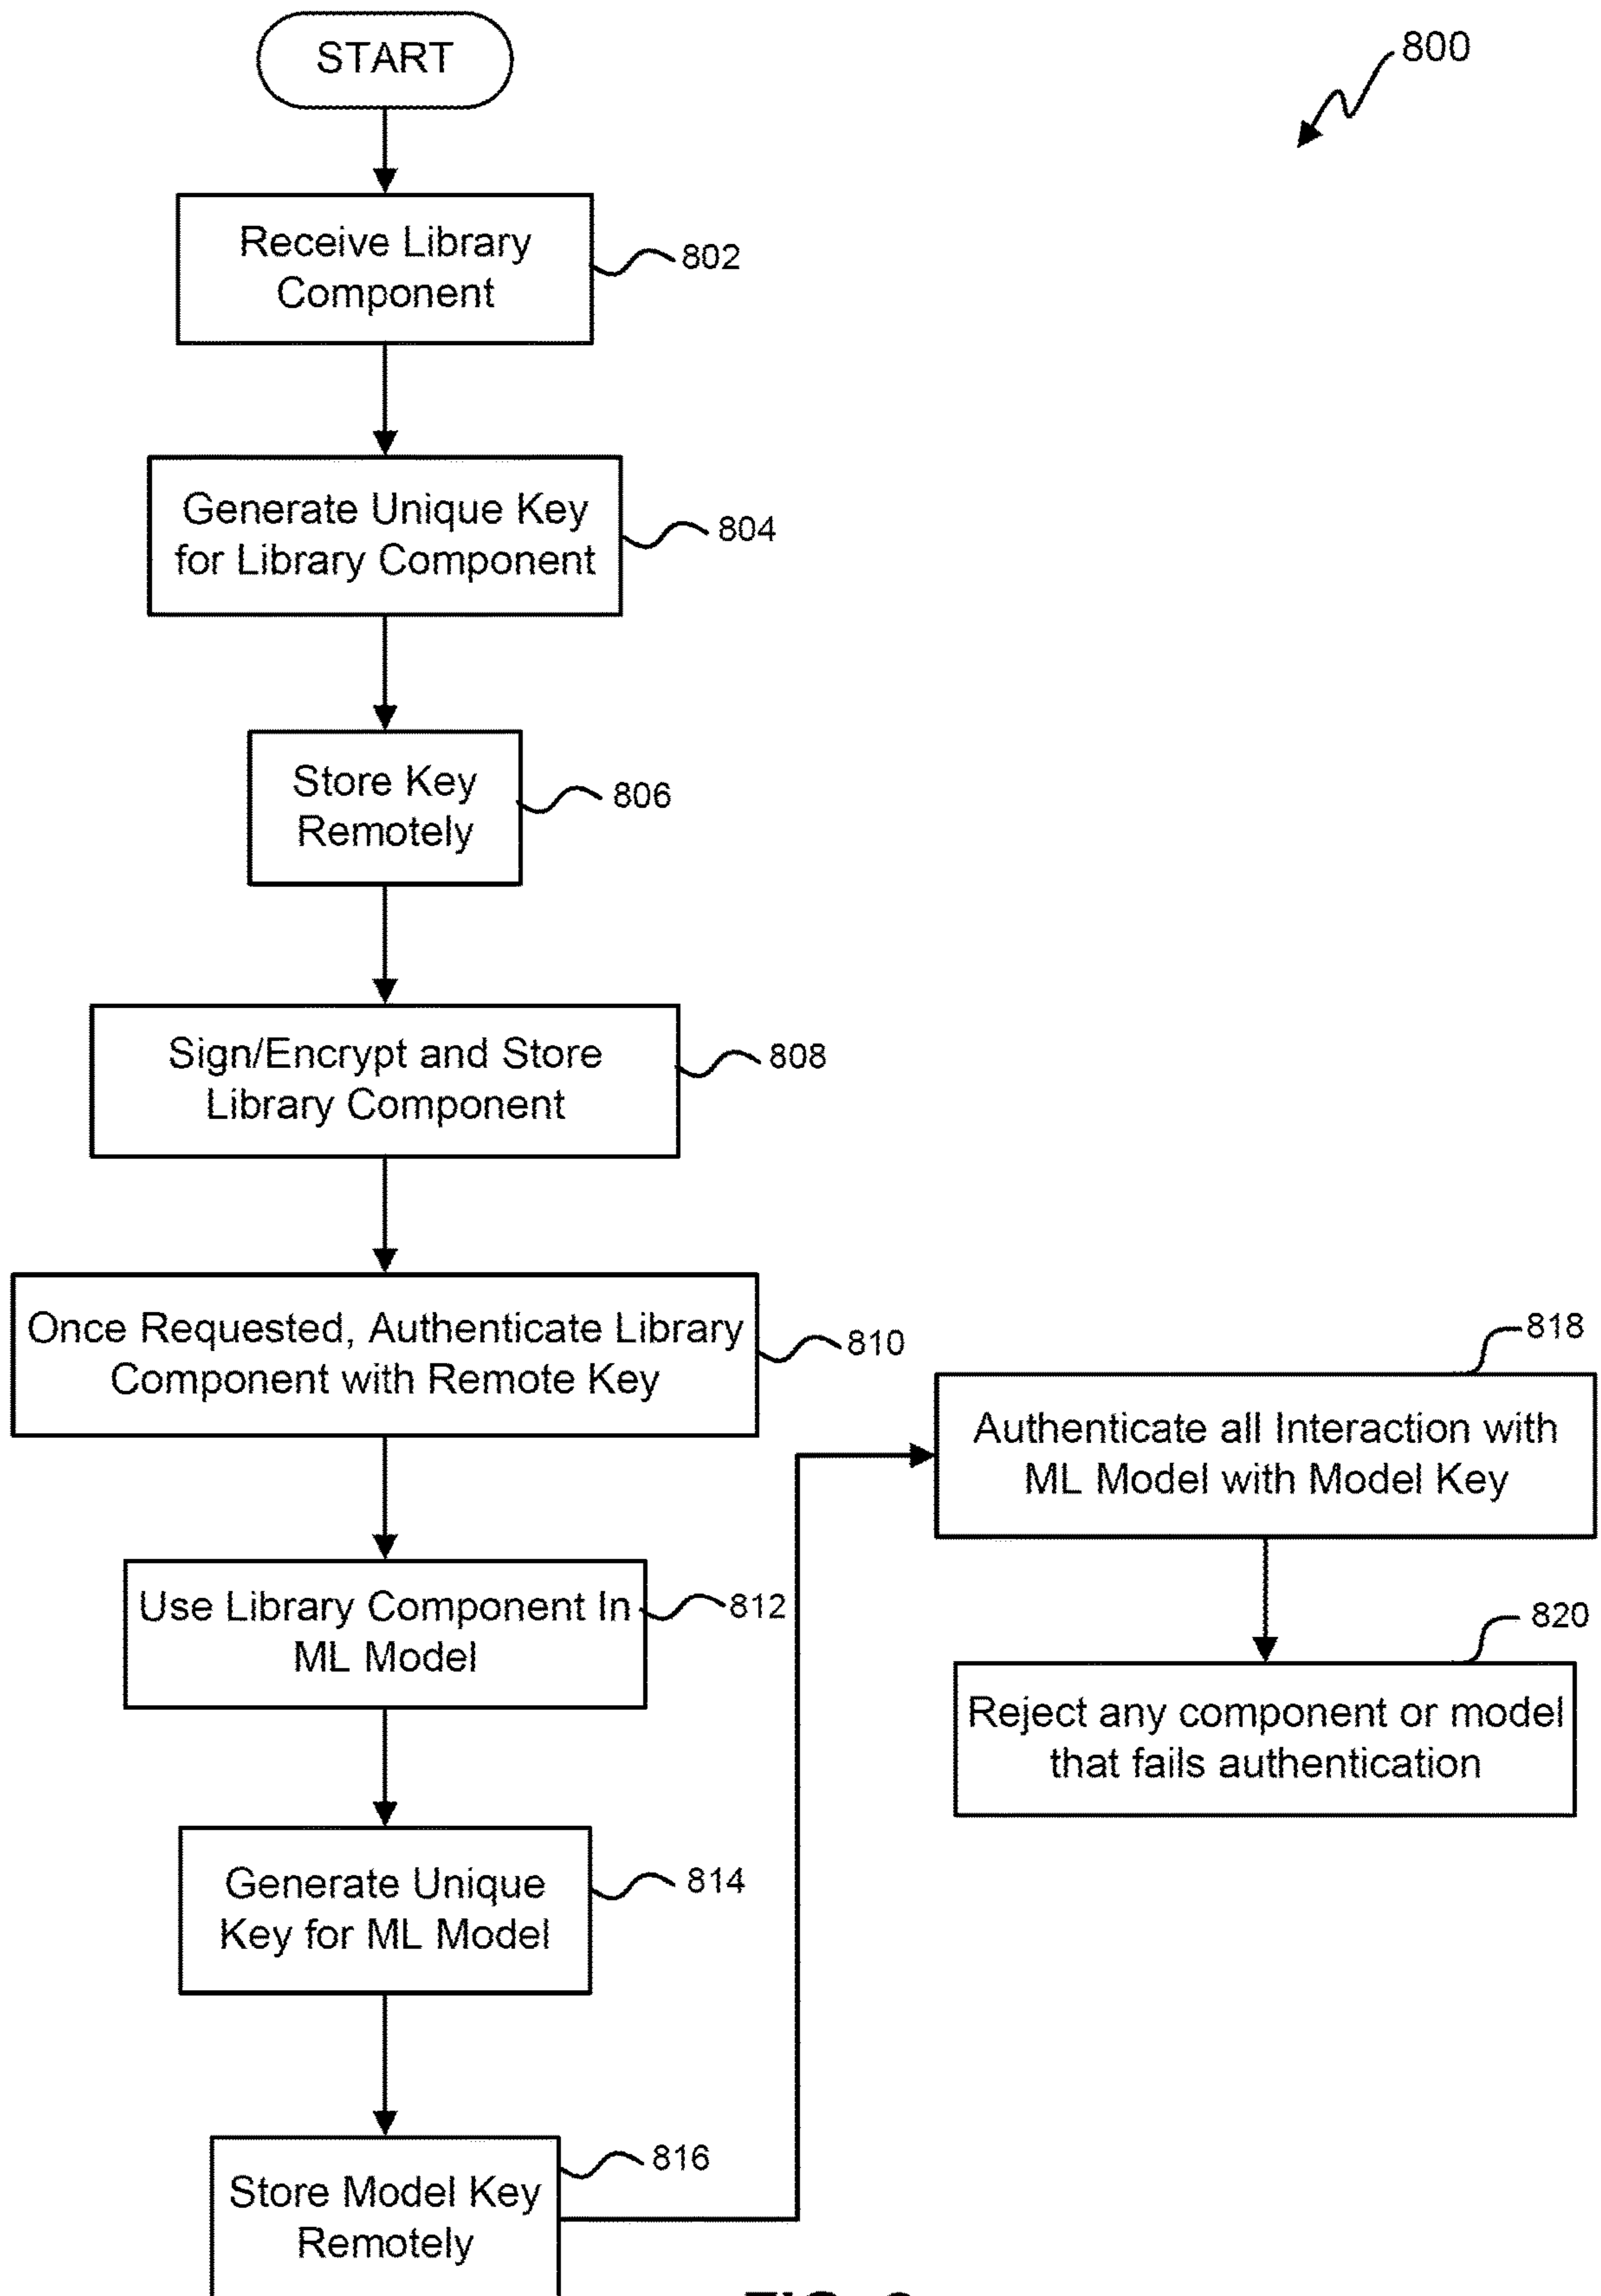 START
800
Receive Library
Component
802
Generate Unique Key
for Library Component
804
Store Key
Remotely
806
Sign/Encrypt and Store
Library Component
808
Once Requested, Authenticate Library
Component with Remote Key
810
Use Library Component In
ML Model
812
Generate Unique
Key for ML Model
814
Store Model Key
Remotely
816
Authenticate all Interaction with
ML Model with Model Key
818
Reject any component or model
that fails authentication
820